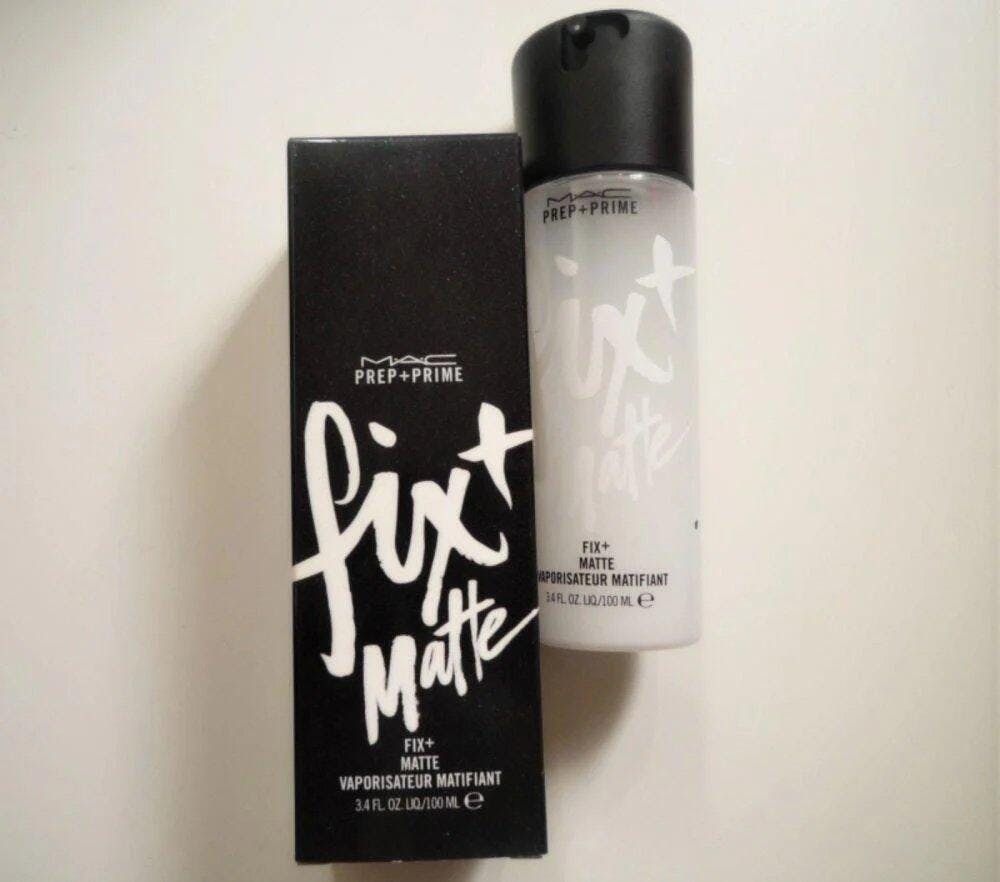 MAC
PREP+PRIME
fix+
Matte
FIX+
MATTE
VAPORISATEUR MATIFIANT
3.4 FL. OZ. LIQ/100 ML e
MAC
PREP+PRIME
fix+
Matte
FIX+
MATTE
VAPORISATEUR MATIFIANT
3.4 FL. OZ. LIQ/100 ML e